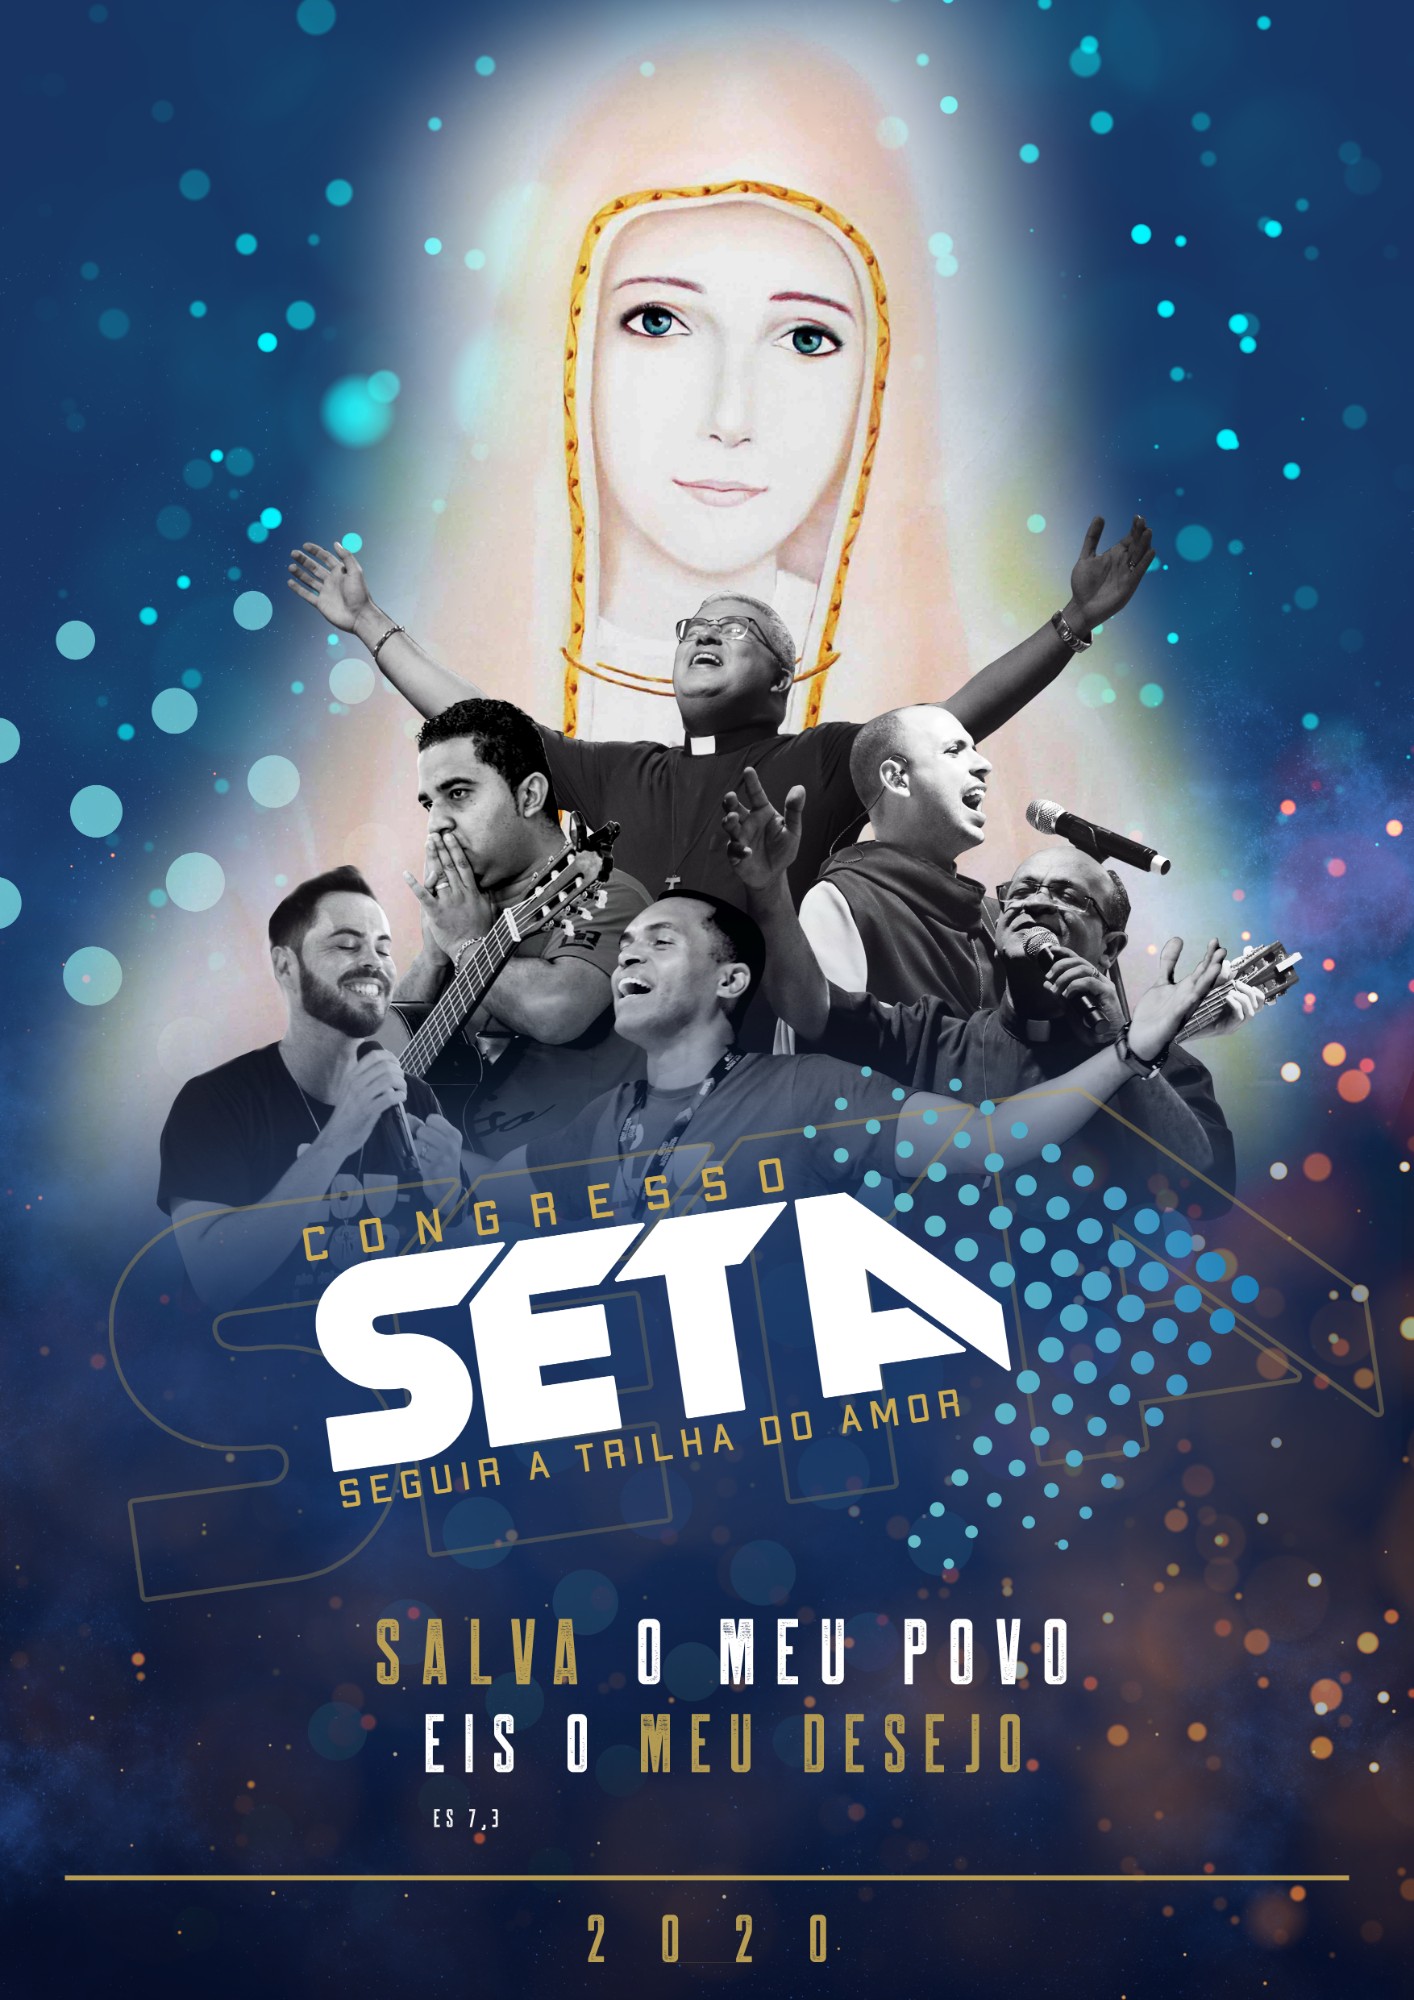 CONGRESSO
SETA
SEGUIR A TRILHA DO AMOR
SALVA O MEU POVO
EIS O MEU DESEJO
ES 7,3
2020